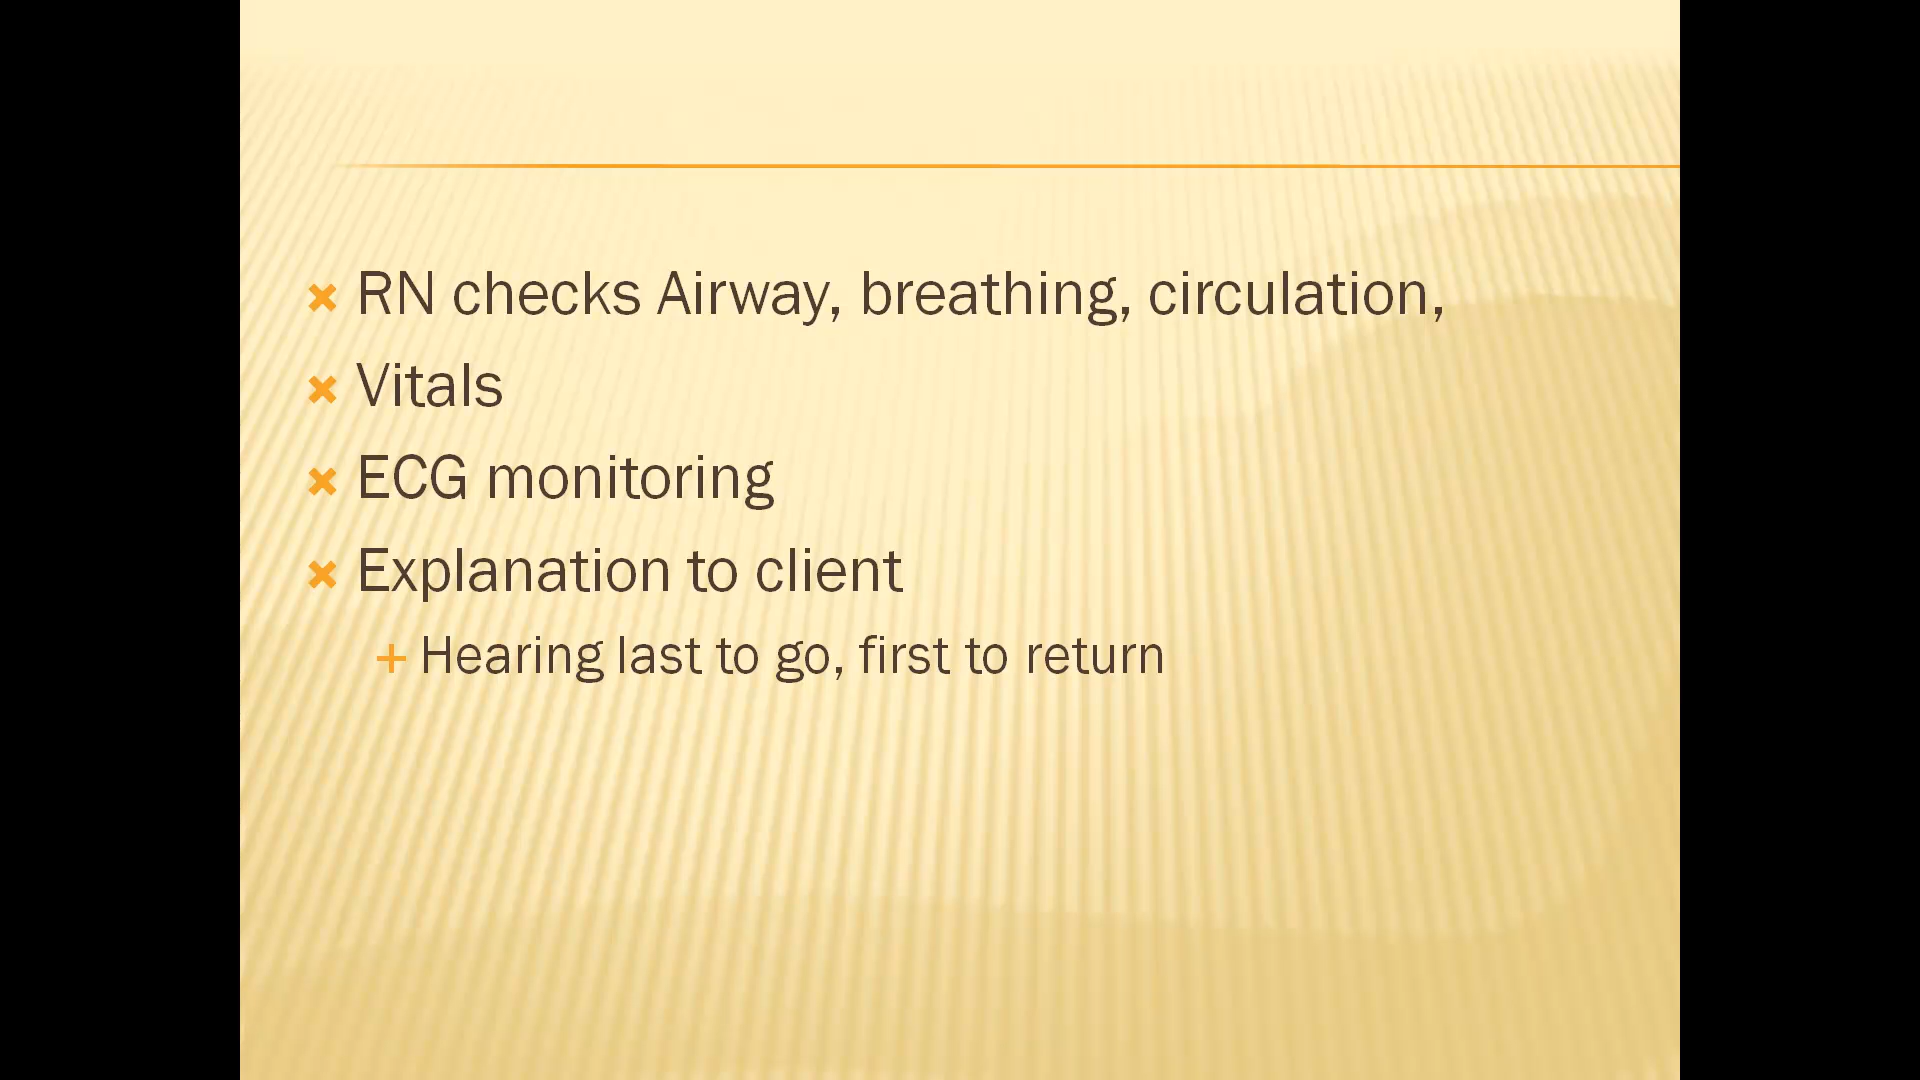 RN checks Airway, breathing, circulation,
Vitals
ECG monitoring
Explanation to client
Hearing last to go, first to return